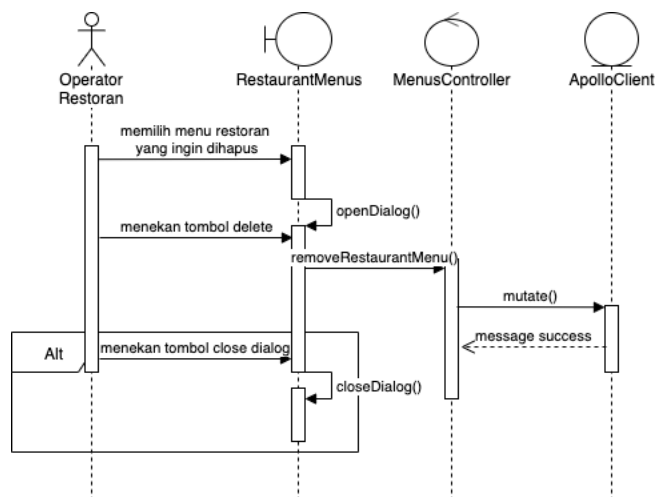 Operator
Restoran
RestaurantMenus
MenusController
ApolloClient
memilih menu restoran
yang ingin dihapus
openDialog()
menekan tombol delete
removeRestaurantMenu()
mutate()
message success
Alt
menekan tombol close dialog
closeDialog()